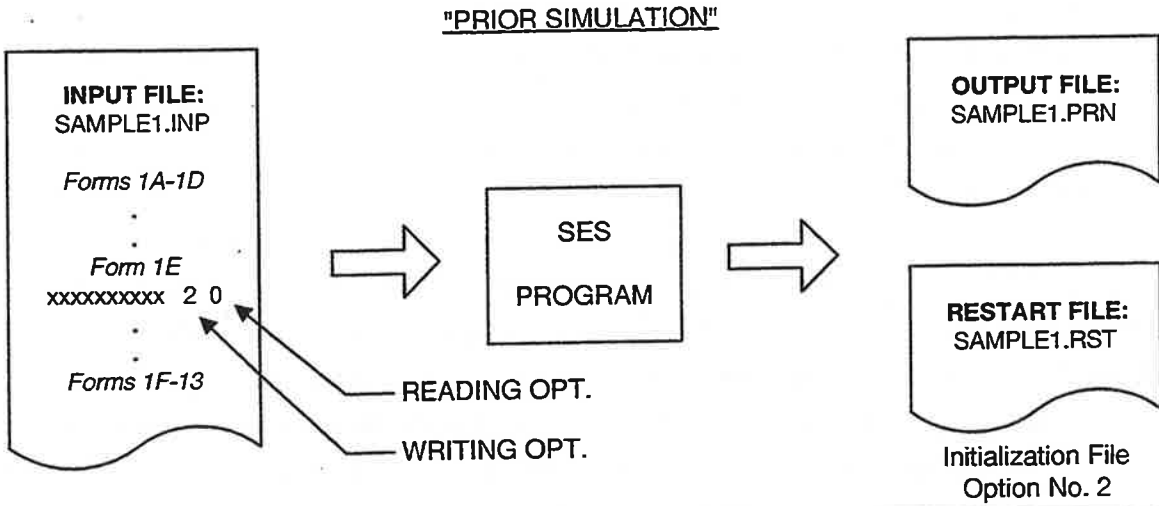 "PRIOR SIMULATION"
INPUT FILE:
SAMPLE1.INP
Forms 1A-1D
.
.
Form 1E
xxxxxxxxxx 2 0
.
.
Forms 1F-13
READING OPT.
WRITING OPT.
SES
PROGRAM
OUTPUT FILE:
SAMPLE1.PRN
RESTART FILE:
SAMPLE1.RST
Initialization File
Option No. 2